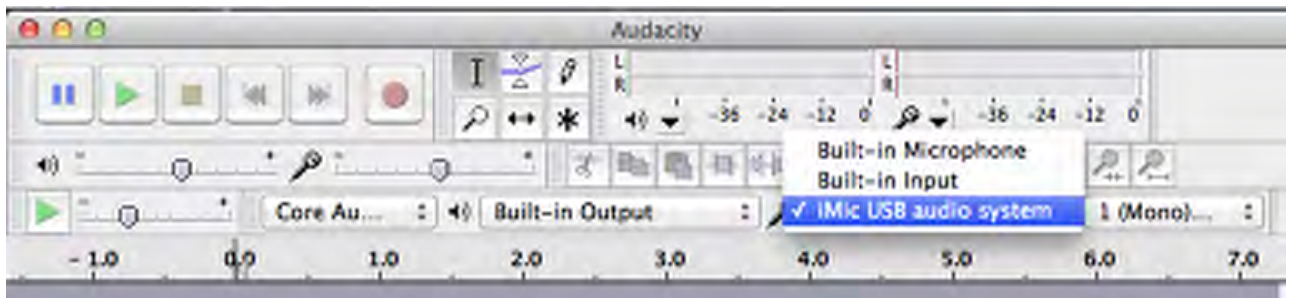 Audacity
L
R
L
R
-36 -24 -12 0
-36 -24 -12 0
- +
- +
Built-in Microphone
Built-in Input
✓ iMic USB audio system
- +
Core Au...
Built-in Output
1 (Mono)...
-1.0 0.0 1.0 2.0 3.0 4.0 5.0 6.0 7.0